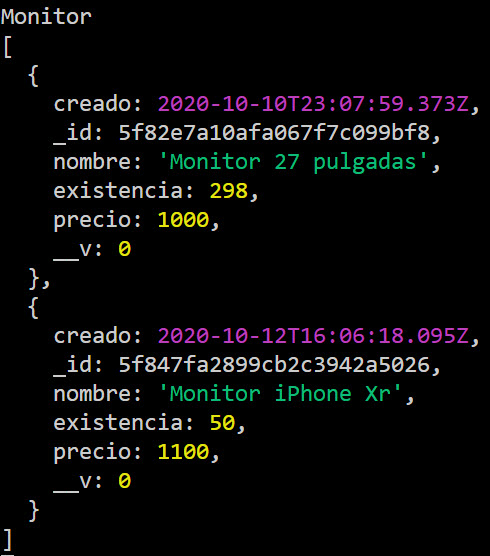 Monitor
[
  {
    creado: 2020-10-10T23:07:59.373Z,
    _id: 5f82e7a10afa067f7c099bf8,
    nombre: 'Monitor 27 pulgadas',
    existencia: 298,
    precio: 1000,
    __v: 0
  },
  {
    creado: 2020-10-12T16:06:18.095Z,
    _id: 5f847fa2899cb2c3942a5026,
    nombre: 'Monitor iPhone Xr',
    existencia: 50,
    precio: 1100,
    __v: 0
  }
]